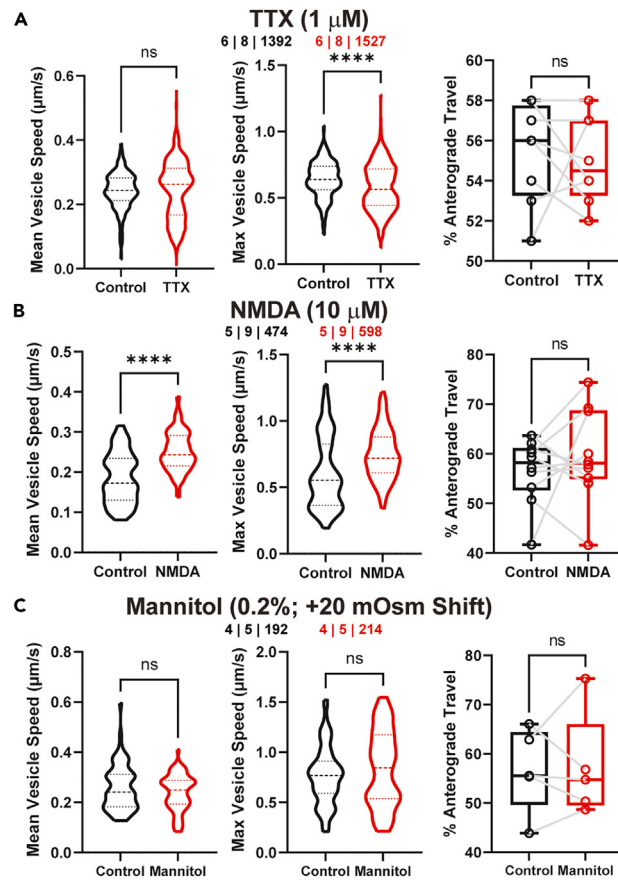 A
TTX (1 μM)
6 | 8 | 1392 6 | 8 | 1527
Mean Vesicle Speed (μm/s)
0.6
0.4
0.2
0.0
ns
Control TTX
Max Vesicle Speed (μm/s)
1.5
1.0
0.5
0.0
****
Control TTX
% Anterograde Travel
60
58
56
54
52
50
ns
Control TTX
B
NMDA (10 μM)
5 | 9 | 474 5 | 9 | 598
Mean Vesicle Speed (μm/s)
0.5
0.4
0.3
0.2
0.1
0.0
****
Control NMDA
Max Vesicle Speed (μm/s)
1.5
1.0
0.5
0.0
****
Control NMDA
% Anterograde Travel
80
70
60
50
40
ns
Control NMDA
C
Mannitol (0.2%; +20 mOsm Shift)
4 | 5 | 192 4 | 5 | 214
Mean Vesicle Speed (μm/s)
0.8
0.6
0.4
0.2
0.0
ns
Control Mannitol
Max Vesicle Speed (μm/s)
2.0
1.5
1.0
0.5
0.0
ns
Control Mannitol
% Anterograde Travel
80
70
60
50
40
ns
Control Mannitol